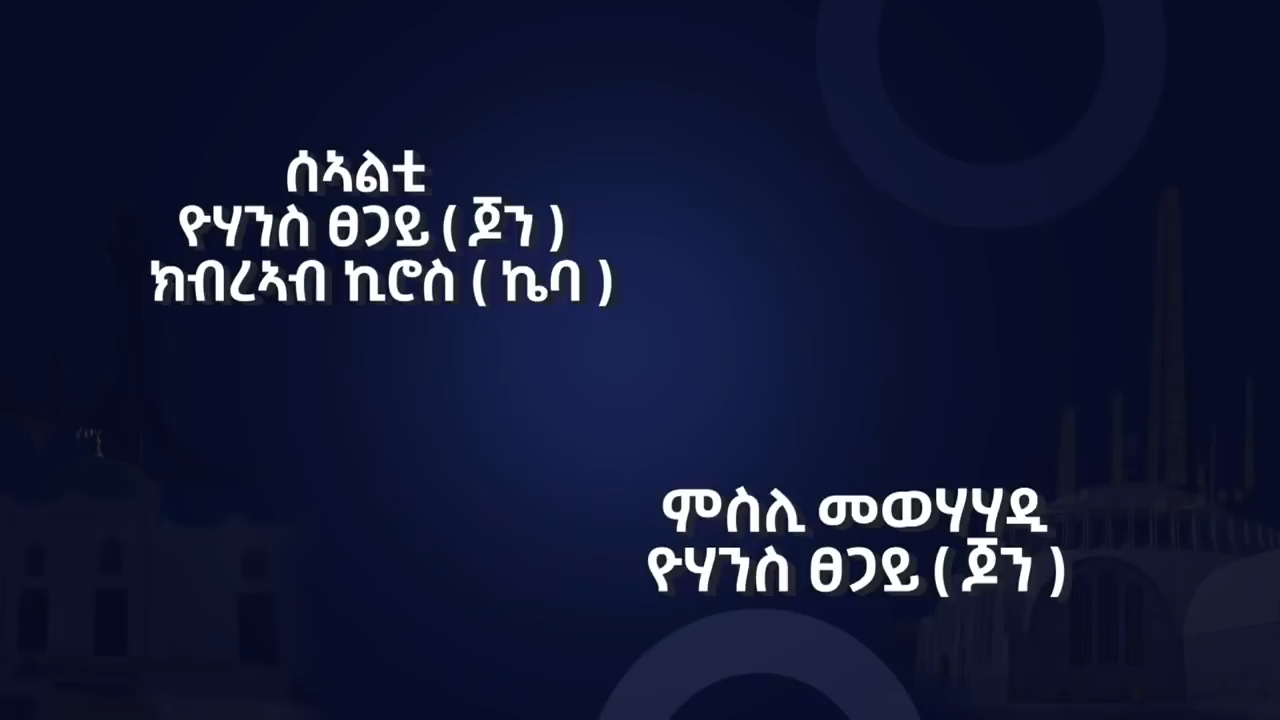 ሰኣልቲ
ዮሃንስ ፀጋይ ( ጆን )
ክብረኣብ ኪሮስ ( ኬባ )
ምስሊ መወሃሃዲ
ዮሃንስ ፀጋይ ( ጆን )